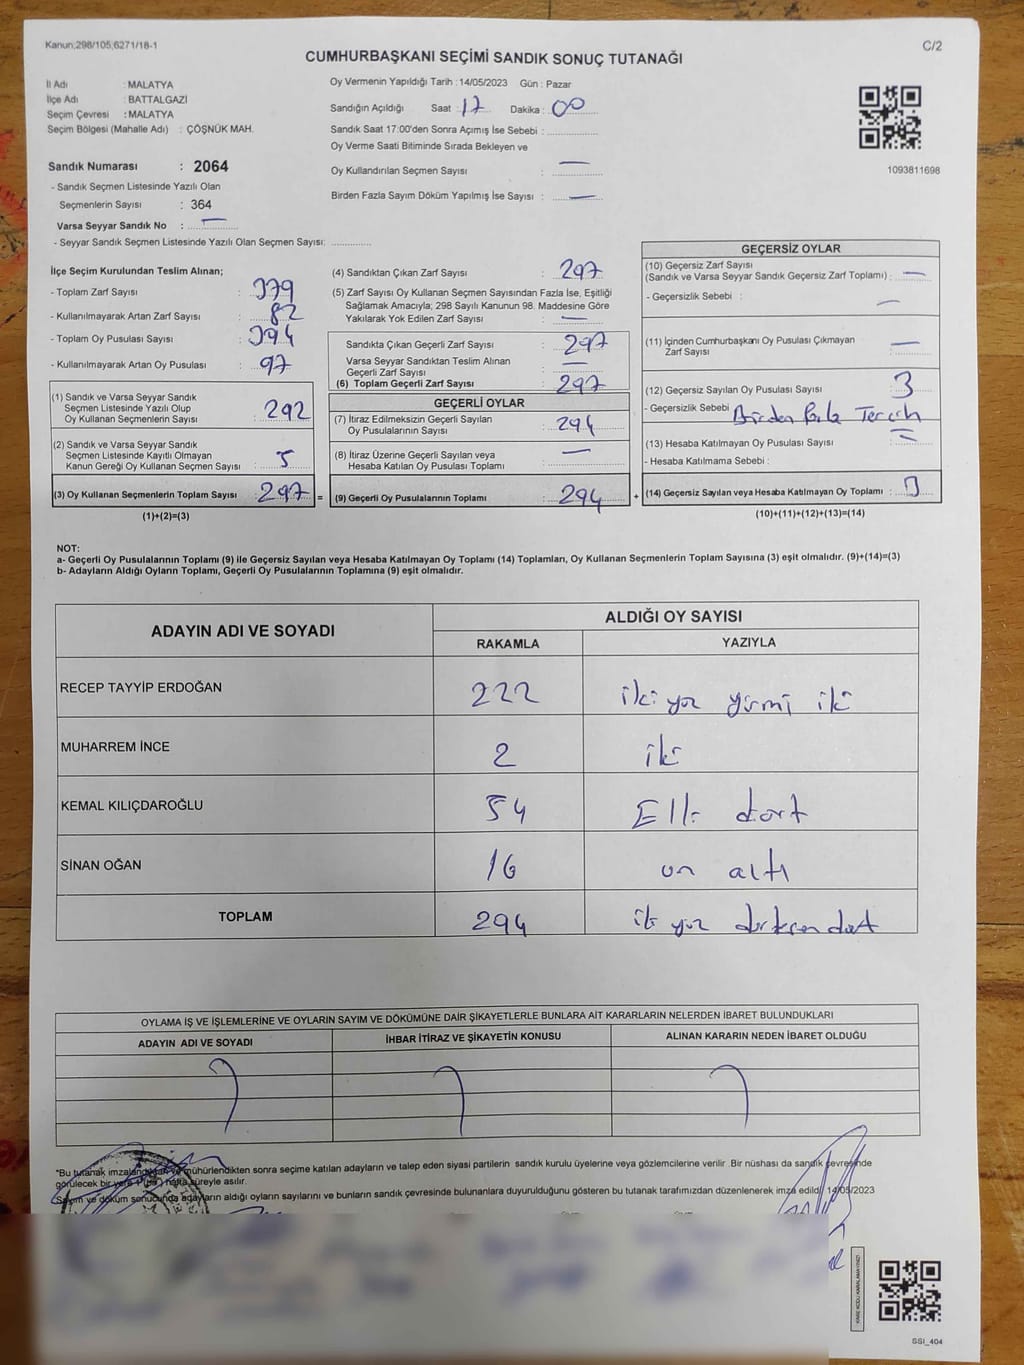 Kanun;298/105;6271/18-1
C/2
CUMHURBAŞKANI SEÇİMİ SANDIK SONUÇ TUTANAĞI
İl Adı : MALATYA
İlçe Adı : BATTALGAZİ
Seçim Çevresi : MALATYA
Seçim Bölgesi (Mahalle Adı) : ÇÖŞNÜK MAH.
Oy Vermenin Yapıldığı Tarih :14/05/2023 Gün : Pazar
Sandığın Açıldığı Saat : 17 Dakika : 00
Sandık Saat 17:00'den Sonra Açımış İse Sebebi :
Oy Verme Saati Bitiminde Sırada Bekleyen ve
Oy Kullandırılan Seçmen Sayısı : —
Birden Fazla Sayım Döküm Yapılmış İse Sayısı : —
1093811698
Sandık Numarası : 2064
- Sandık Seçmen Listesinde Yazılı Olan
Seçmenlerin Sayısı : 364
Varsa Seyyar Sandık No : —
- Seyyar Sandık Seçmen Listesinde Yazılı Olan Seçmen Sayısı:
İlçe Seçim Kurulundan Teslim Alınan;
- Toplam Zarf Sayısı : 379
- Kullanılmayarak Artan Zarf Sayısı : 82
- Toplam Oy Pusulası Sayısı : 394
- Kullanılmayarak Artan Oy Pusulası : 97
(1) Sandık ve Varsa Seyyar Sandık
Seçmen Listesinde Yazılı Olup
Oy Kullanan Seçmenlerin Sayısı : 292
(2) Sandık ve Varsa Seyyar Sandık
Seçmen Listesinde Kayıtlı Olmayan
Kanun Gereği Oy Kullanan Seçmen Sayısı : 5
(3) Oy Kullanan Seçmenlerin Toplam Sayısı : 297 =
(1)+(2)=(3)
(4) Sandıktan Çıkan Zarf Sayısı : 297
(5) Zarf Sayısı Oy Kullanan Seçmen Sayısından Fazla İse, Eşitliği
Sağlamak Amacıyla; 298 Sayılı Kanunun 98. Maddesine Göre
Yakılarak Yok Edilen Zarf Sayısı : —
Sandıkta Çıkan Geçerli Zarf Sayısı : 297
Varsa Seyyar Sandıktan Teslim Alınan
Geçerli Zarf Sayısı : —
(6) Toplam Geçerli Zarf Sayısı : 297
GEÇERLİ OYLAR
(7) İtiraz Edilmeksizin Geçerli Sayılan
Oy Pusulalarının Sayısı : 294
(8) İtiraz Üzerine Geçerli Sayılan veya
Hesaba Katılan Oy Pusulası Toplamı : —
(9) Geçerli Oy Pusulalarının Toplamı : 294 +
GEÇERSİZ OYLAR
(10) Geçersiz Zarf Sayısı
(Sandık ve Varsa Seyyar Sandık Geçersiz Zarf Toplamı) : —
- Geçersizlik Sebebi : —
(11) İçinden Cumhurbaşkanı Oy Pusulası Çıkmayan
Zarf Sayısı : —
(12) Geçersiz Sayılan Oy Pusulası Sayısı : 3
- Geçersizlik Sebebi : Birden Fazla Tercih
(13) Hesaba Katılmayan Oy Pusulası Sayısı : —
- Hesaba Katılmama Sebebi :
(14) Geçersiz Sayılan veya Hesaba Katılmayan Oy Toplamı : 3
(10)+(11)+(12)+(13)=(14)
NOT:
a- Geçerli Oy Pusulalarının Toplamı (9) ile Geçersiz Sayılan veya Hesaba Katılmayan Oy Toplamı (14) Toplamları, Oy Kullanan Seçmenlerin Toplam Sayısına (3) eşit olmalıdır. (9)+(14)=(3)
b- Adayların Aldığı Oyların Toplamı, Geçerli Oy Pusulalarının Toplamına (9) eşit olmalıdır.
ADAYIN ADI VE SOYADI
ALDIĞI OY SAYISI
RAKAMLA YAZIYLA
RECEP TAYYİP ERDOĞAN 222 iki yüz yirmi iki
MUHARREM İNCE 2 iki
KEMAL KILIÇDAROĞLU 54 Elli dört
SİNAN OĞAN 16 on altı
TOPLAM 294 iki yüz doksan dört
OYLAMA İŞ VE İŞLEMLERİNE VE OYLARIN SAYIM VE DÖKÜMÜNE DAİR ŞİKAYETLERLE BUNLARA AİT KARARLARIN NELERDEN İBARET BULUNDUKLARI
ADAYIN ADI VE SOYADI İHBAR İTİRAZ VE ŞİKAYETİN KONUSU ALINAN KARARIN NEDEN İBARET OLDUĞU
*Bu tutanak imzalandıktan ve mühürlendikten sonra seçime katılan adayların ve talep eden siyasi partilerin sandık kurulu üyelerine veya gözlemcilerine verilir. Bir nüshası da sandık çevresinde
görülecek bir yere hafta süreyle asılır.
Sayım ve döküm sonucunda adayların aldığı oyların sayılarını ve bunların sandık çevresinde bulunanlara duyurulduğunu gösteren bu tutanak tarafımızdan düzenlenerek imza edildi. 14/05/2023
SSI_404